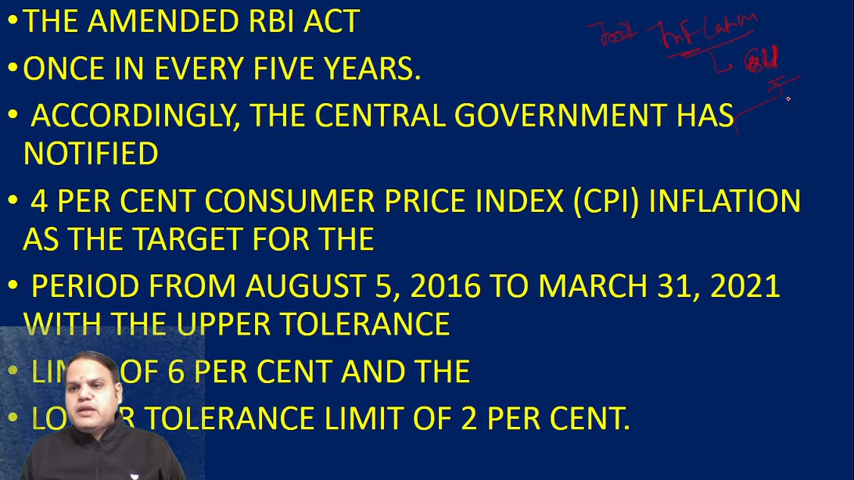 • THE AMENDED RBI ACT
• ONCE IN EVERY FIVE YEARS.
• ACCORDINGLY, THE CENTRAL GOVERNMENT HAS
NOTIFIED
• 4 PER CENT CONSUMER PRICE INDEX (CPI) INFLATION
AS THE TARGET FOR THE
• PERIOD FROM AUGUST 5, 2016 TO MARCH 31, 2021
WITH THE UPPER TOLERANCE
• OF 6 PER CENT AND THE
• TOLERANCE LIMIT OF 2 PER CENT.
Inflation